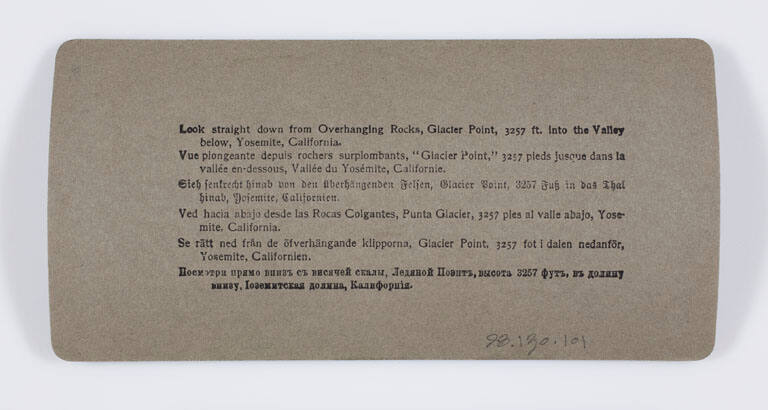 Look straight down from Overhanging Rocks, Glacier Point, 3257 ft. into the Valley
below, Yosemite, California.
Vue plongeante depuis rochers surplombants, "Glacier Point," 3257 pieds jusque dans la
vallée en-dessous, Vallée du Yosémite, Californie.
Sieh senkrecht hinab von den überhängenden Felsen, Glacier Point, 3257 Fuß in das Thal
hinab, Yosemite, Californien.
Ved hacia abajo desde las Rocas Colgantes, Punta Glacier, 3257 pies al valle abajo, Yose-
mite, California.
Se rätt ned från de öfverhängande klipporna, Glacier Point, 3257 fot i dalen nedanför,
Yosemite, Californien.
Посмотри прямо внизъ съ висячей скалы, Ледяной Поэнтъ, высота 3257 футъ, въ долину
внизу, Іоземитская долина, Калифорнія.
98.130.101